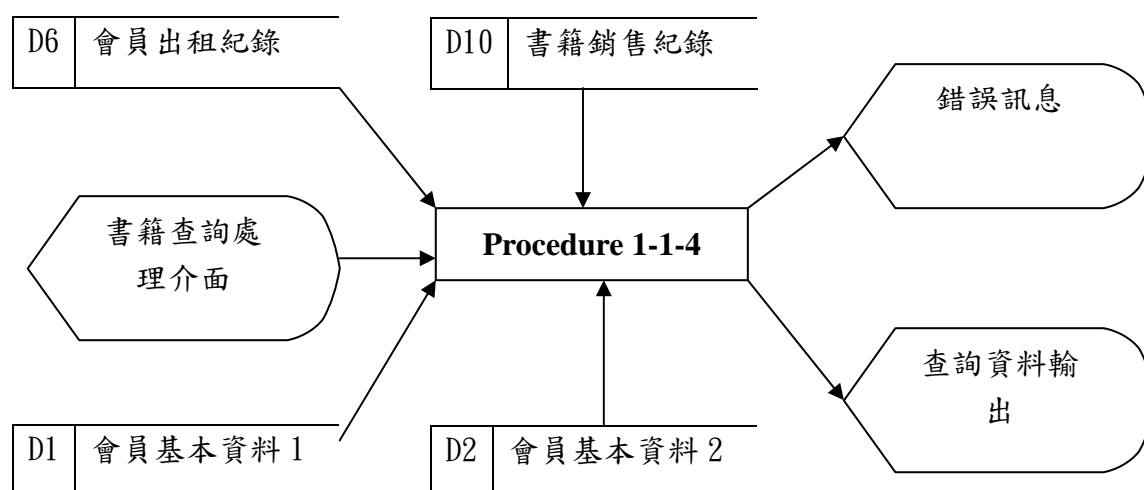 D6 會員出租紀錄
D10 書籍銷售紀錄
錯誤訊息
書籍查詢處
理介面
Procedure 1-1-4
查詢資料輸
出
D1 會員基本資料 1
D2 會員基本資料 2